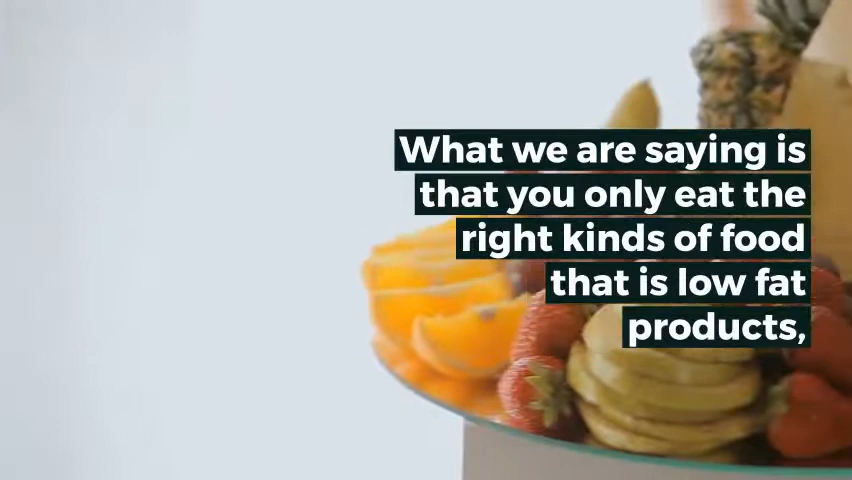 What we are saying is
that you only eat the
right kinds of food
that is low fat
products,